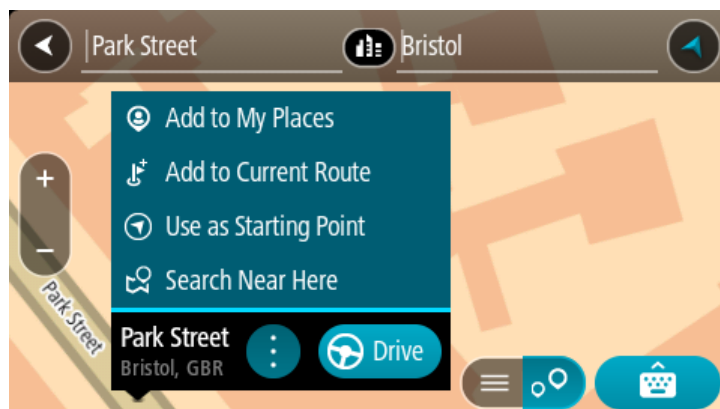 Park Street
Bristol
Add to My Places
Add to Current Route
Use as Starting Point
Search Near Here
Park Street
Park Street
Bristol, GBR
Drive